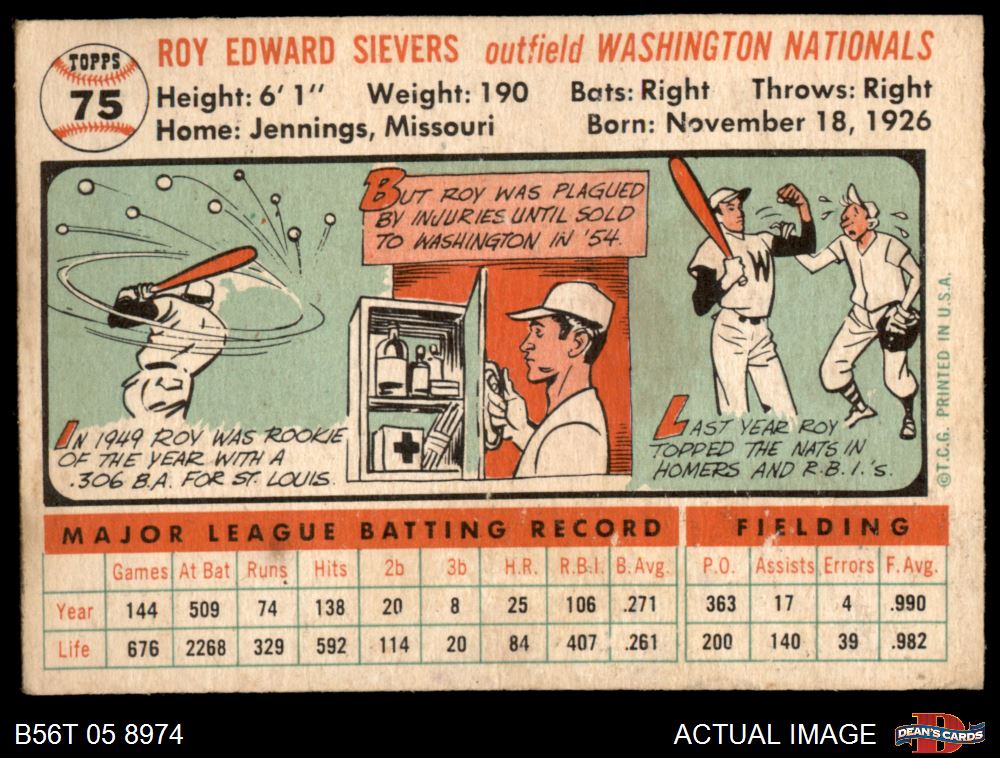 TOPPS
75
ROY EDWARD SIEVERS outfield WASHINGTON NATIONALS
Height: 6' 1" Weight: 190 Bats: Right Throws: Right
Home: Jennings, Missouri Born: November 18, 1926
IN 1949 ROY WAS ROOKIE
OF THE YEAR WITH A
.306 B.A. FOR ST. LOUIS.
BUT ROY WAS PLAGUED
BY INJURIES UNTIL SOLD
TO WASHINGTON IN '54.
W
LAST YEAR ROY
TOPPED THE NATS IN
HOMERS AND R.B.I.'s.
©T.C.G. PRINTED IN U.S.A.
MAJOR LEAGUE BATTING RECORD FIELDING
Games At Bat Runs Hits 2b 3b H.R. R.B.I. B.Avg. P.O. Assists Errors F.Avg.
Year 144 509 74 138 20 8 25 106 .271 363 17 4 .990
Life 676 2268 329 592 114 20 84 407 .261 200 140 39 .982
B56T 05 8974 ACTUAL IMAGE DEAN'S CARDS